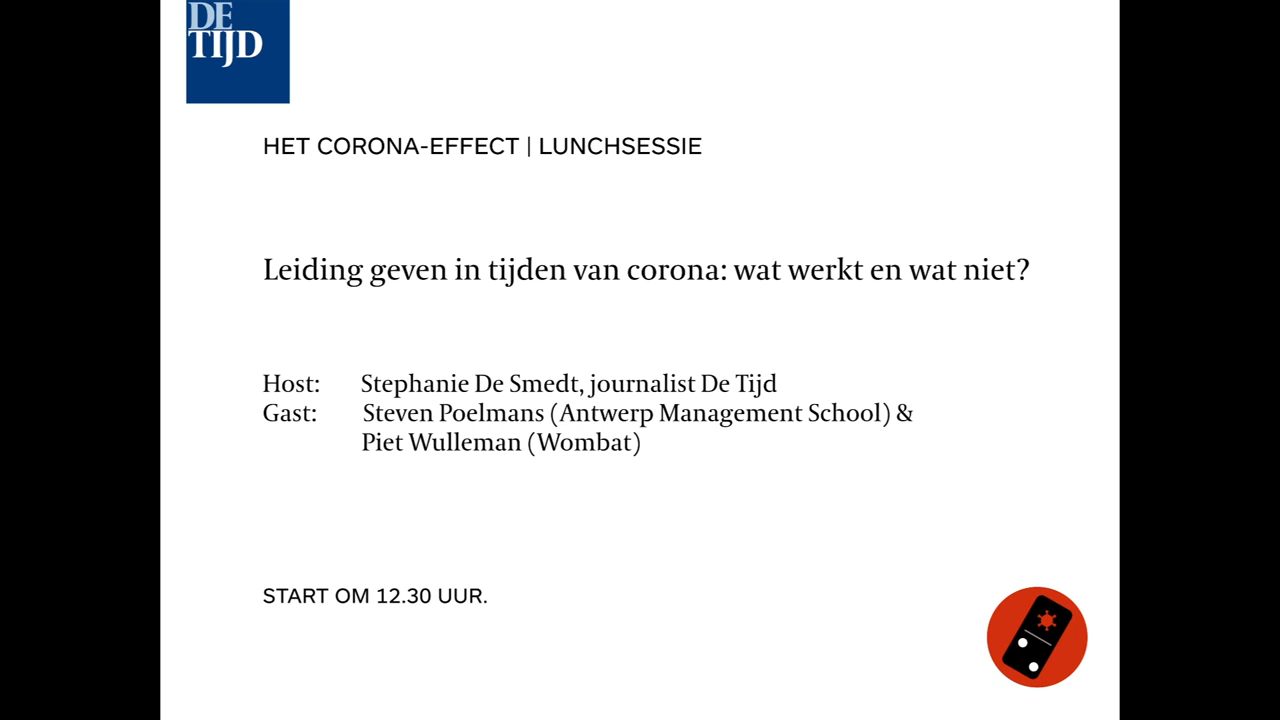 DE
TIJD
HET CORONA-EFFECT | LUNCHSESSIE
Leiding geven in tijden van corona: wat werkt en wat niet?
Host: Stephanie De Smedt, journalist De Tijd
Gast: Steven Poelmans (Antwerp Management School) &
Piet Wulleman (Wombat)
START OM 12.30 UUR.